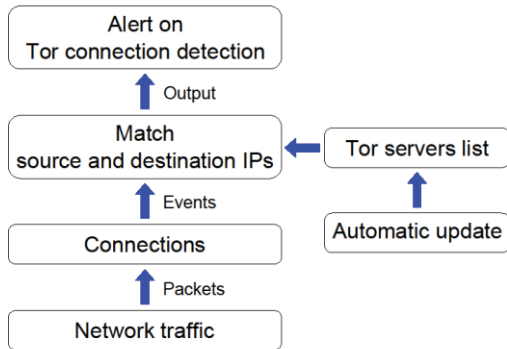 Alert on
Tor connection detection
Output
Match
source and destination IPs
Tor servers list
Events
Connections
Automatic update
Packets
Network traffic